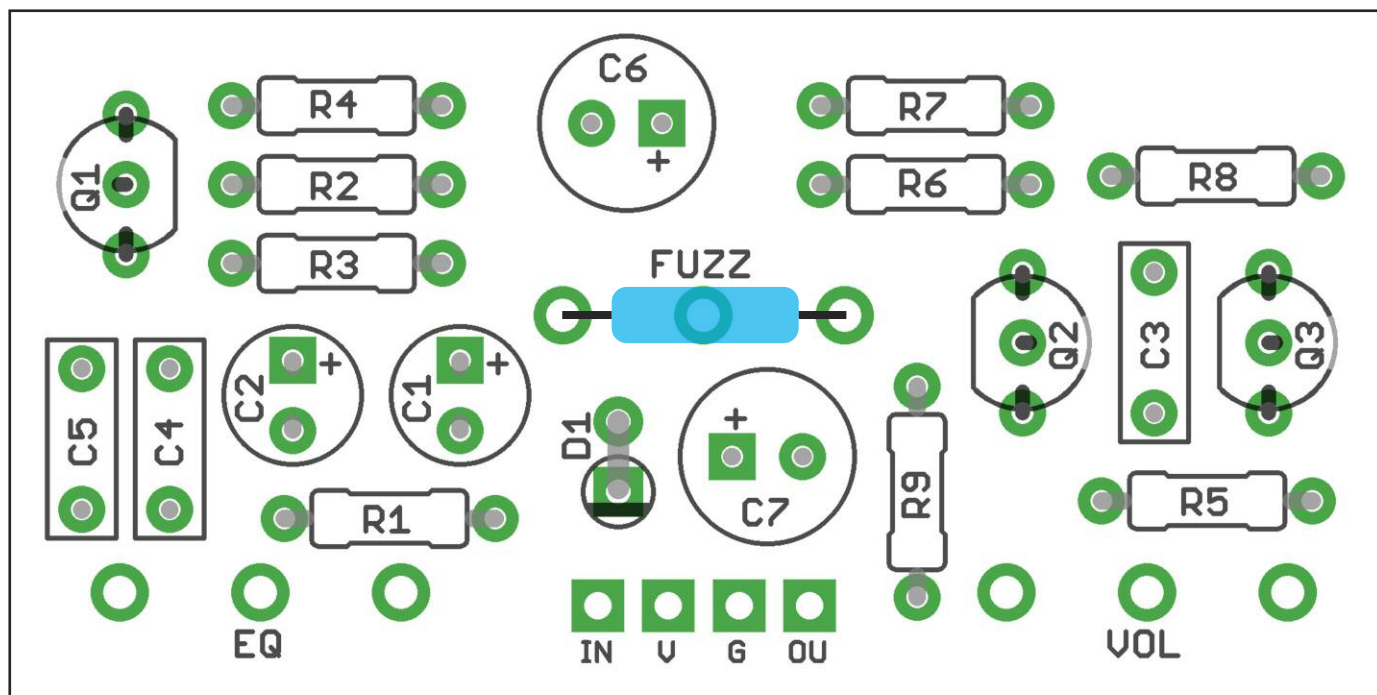 C6
R4
R7
Q1
R2
R6
R8
R3
FUZZ
+
Q2
C3
Q3
C5
C4
C2
+
C1
+
D1
+
R9
C7
R1
R5
EQ
IN V G OU
VOL
+